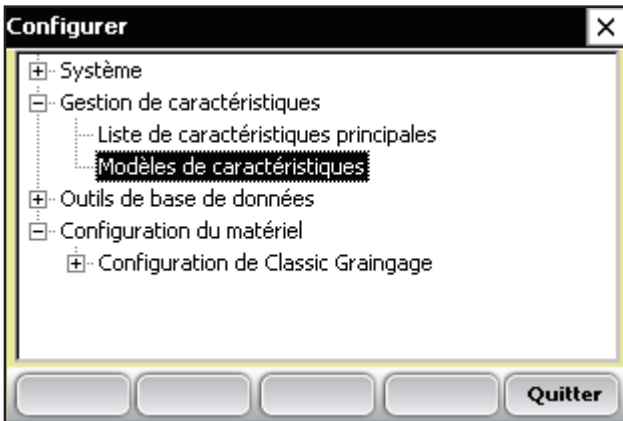 Configurer
Système
Gestion de caractéristiques
Liste de caractéristiques principales
Modèles de caractéristiques
Outils de base de données
Configuration du matériel
Configuration de Classic Graingage
Quitter